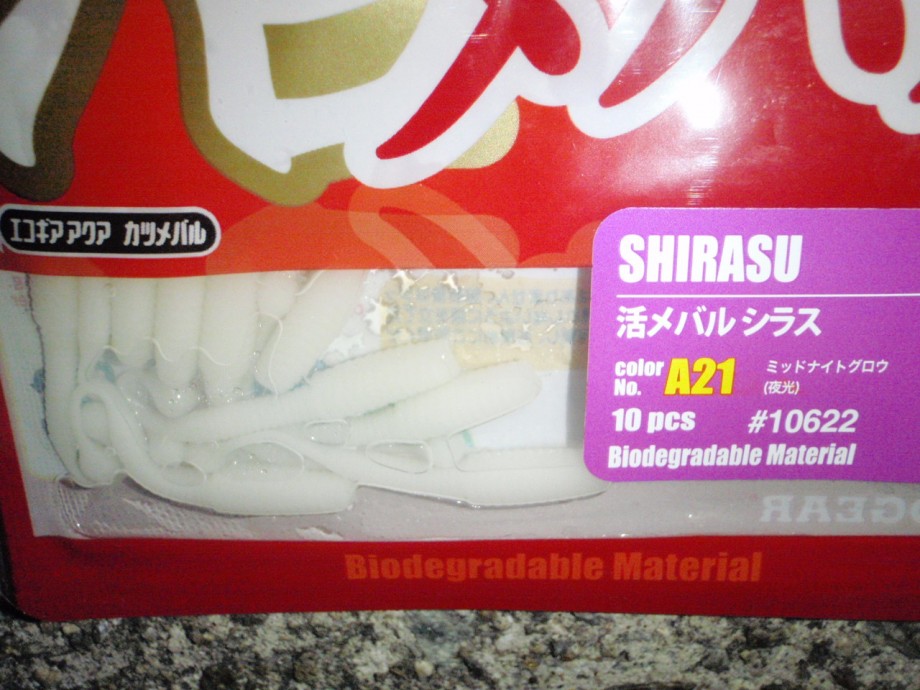 エコギア アクア カツメバル
SHIRASU
活メバル シラス
color No. A21 ミッドナイトグロウ
(夜光)
10 pcs #10622
Biodegradable Material
Biodegradable Material